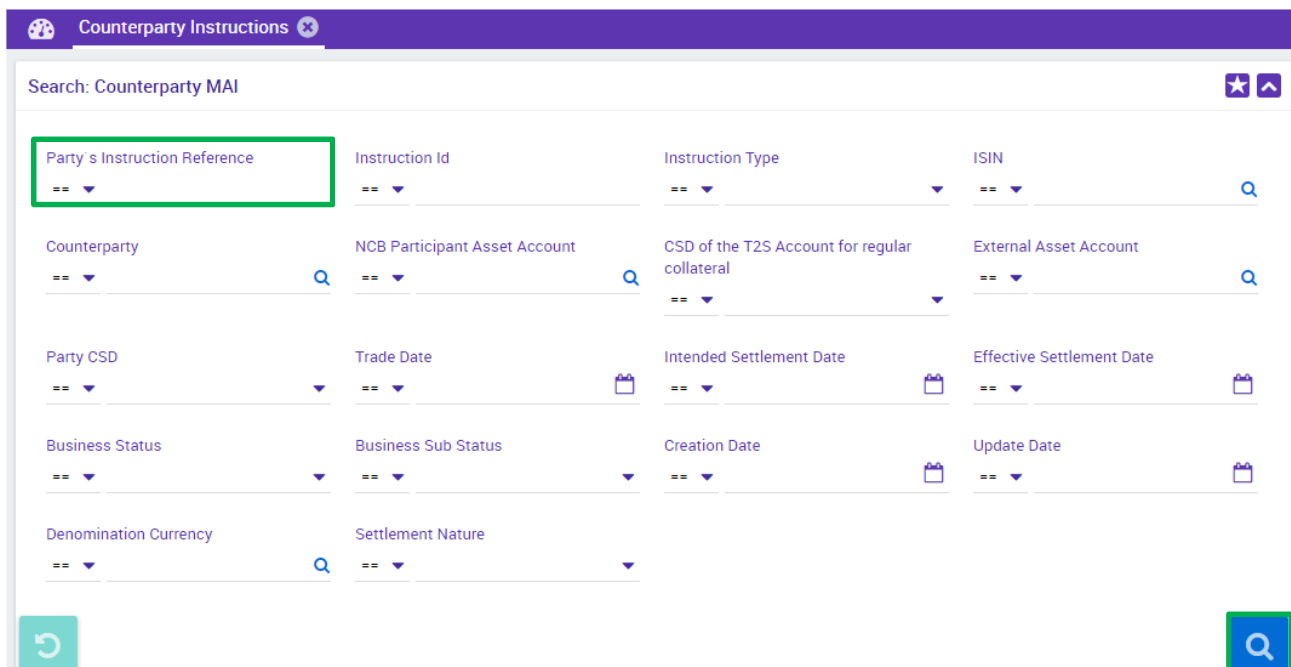 Counterparty Instructions
Search: Counterparty MAI
Party`s Instruction Reference
Instruction Id
Instruction Type
ISIN
==
==
==
==
Counterparty
NCB Participant Asset Account
CSD of the T2S Account for regular
collateral
External Asset Account
==
==
==
==
Party CSD
Trade Date
Intended Settlement Date
Effective Settlement Date
==
==
==
==
Business Status
Business Sub Status
Creation Date
Update Date
==
==
==
==
Denomination Currency
Settlement Nature
==
==